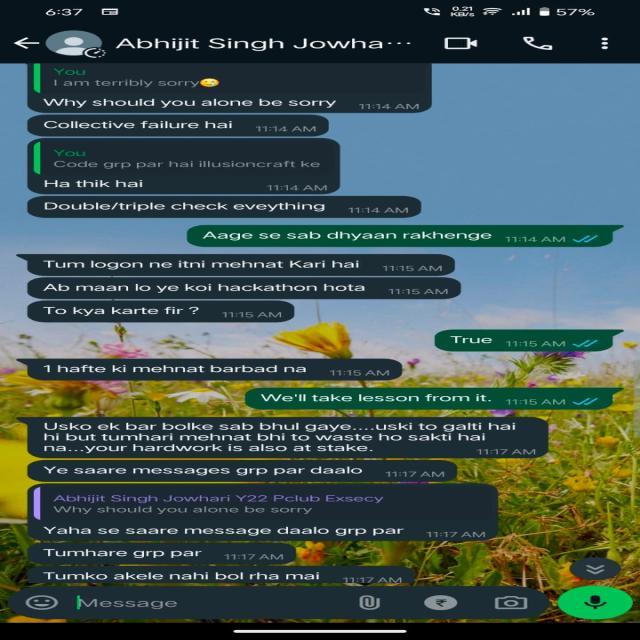 6:37
0.21
KB/s
57%
Abhijit Singh Jowha...
You
I am terribly sorry😓
Why should you alone be sorry 11:14 AM
Collective failure hai 11:14 AM
You
Code grp par hai illusioncraft ke
Ha thik hai 11:14 AM
Double/triple check eveything 11:14 AM
Aage se sab dhyaan rakhenge 11:14 AM
Tum logon ne itni mehnat Kari hai 11:15 AM
Ab maan lo ye koi hackathon hota 11:15 AM
To kya karte fir ? 11:15 AM
True 11:15 AM
1 hafte ki mehnat barbad na 11:15 AM
We'll take lesson from it. 11:15 AM
Usko ek bar bolke sab bhul gaye....uski to galti hai
hi but tumhari mehnat bhi to waste ho sakti hai
na...your hardwork is also at stake. 11:17 AM
Ye saare messages grp par daalo 11:17 AM
Abhijit Singh Jowhari Y22 Pclub Exsecy
Why should you alone be sorry
Yaha se saare message daalo grp par 11:17 AM
Tumhare grp par 11:17 AM
Tumko akele nahi bol rha mai 11:17 AM
Message